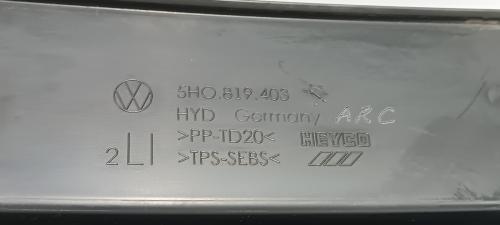 5H0.819.403
HYD Germany ARC
>PP-TD20< HEYCO
2 LI >TPS-SEBS<